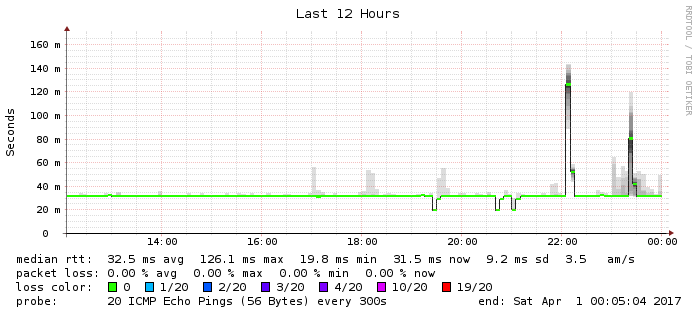 Last 12 Hours
RRDTOOL / TOBI OETIKER
Seconds
160 m
140 m
120 m
100 m
80 m
60 m
40 m
20 m
0
14:00 16:00 18:00 20:00 22:00 00:00
median rtt: 32.5 ms avg 126.1 ms max 19.8 ms min 31.5 ms now 9.2 ms sd 3.5 am/s
packet loss: 0.00 % avg 0.00 % max 0.00 % min 0.00 % now
loss color: 0 1/20 2/20 3/20 4/20 10/20 19/20
probe: 20 ICMP Echo Pings (56 Bytes) every 300s end: Sat Apr 1 00:05:04 2017